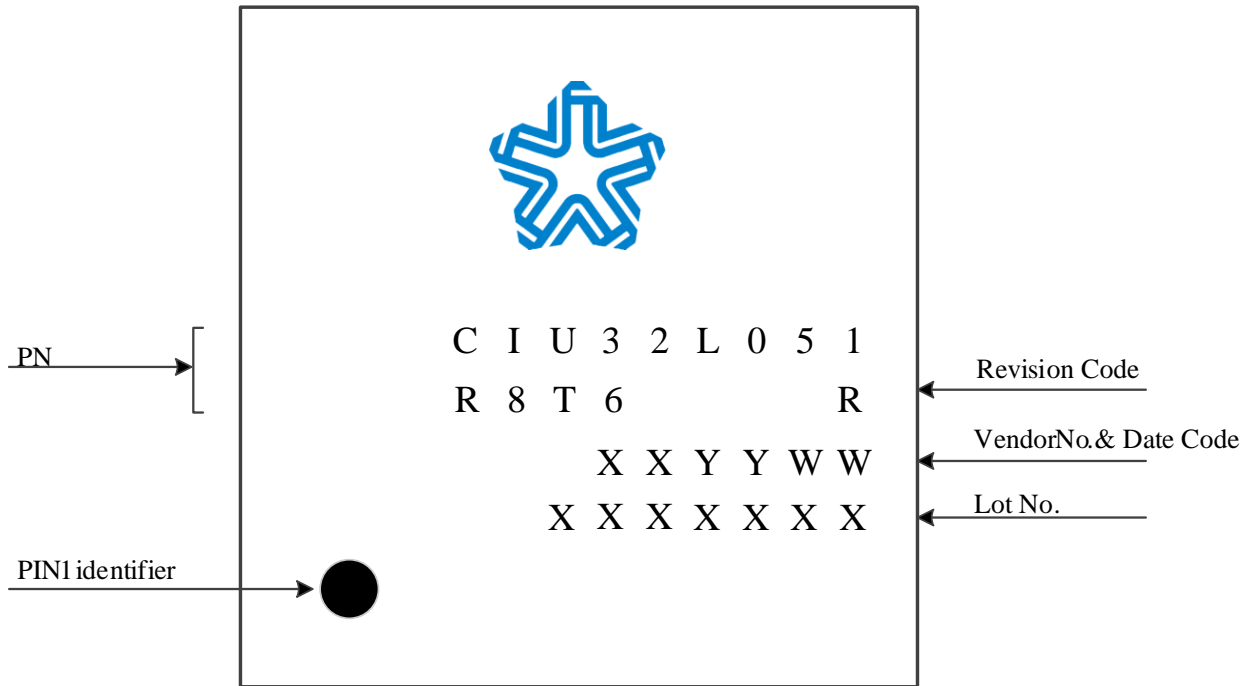 C I U 3 2 L 0 5 1
PN
Revision Code
R 8 T 6 R
VendorNo.& Date Code
X X Y Y W W
Lot No.
X X X X X X X
PIN1 identifier